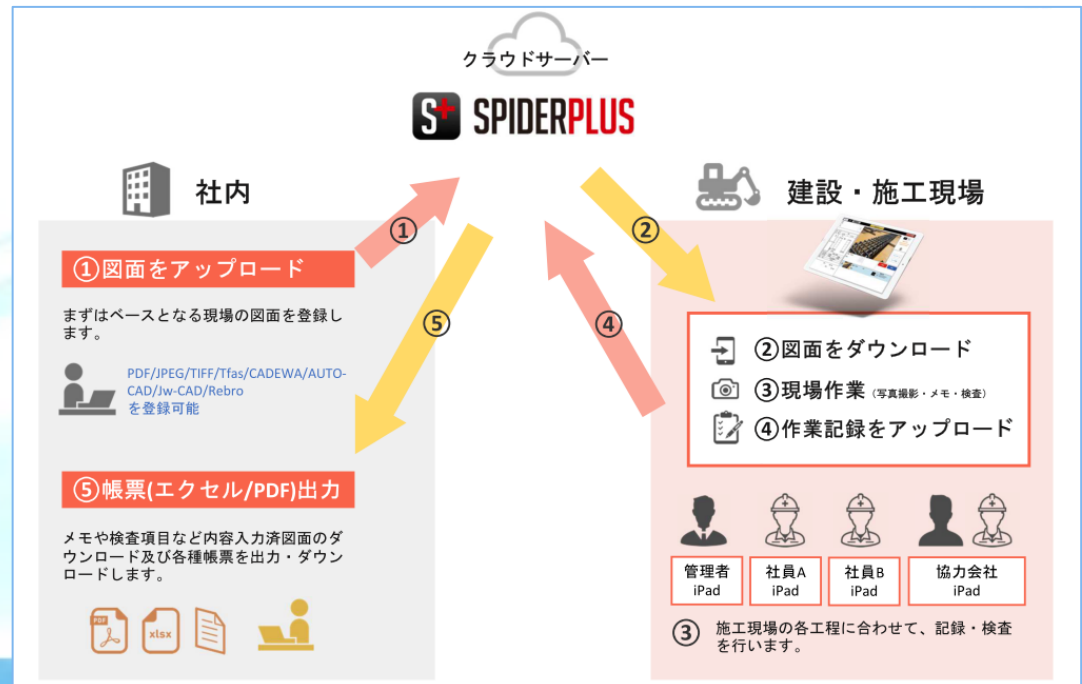 クラウドサーバー
S+ SPIDERPLUS
社内
建設・施工現場
①
②
⑤
④
①図面をアップロード
まずはベースとなる現場の図面を登録し
ます。
PDF/JPEG/TIFF/Tfas/CADEWA/AUTO-
CAD/Jw-CAD/Rebro
を登録可能
⑤帳票(エクセル/PDF)出力
メモや検査項目など内容入力済図面のダ
ウンロード及び各種帳票を出力・ダウン
ロードします。
PDF
xlsx
②図面をダウンロード
③現場作業（写真撮影・メモ・検査）
④作業記録をアップロード
管理者
iPad
社員A
iPad
社員B
iPad
協力会社
iPad
③ 施工現場の各工程に合わせて、記録・検査
を行います。